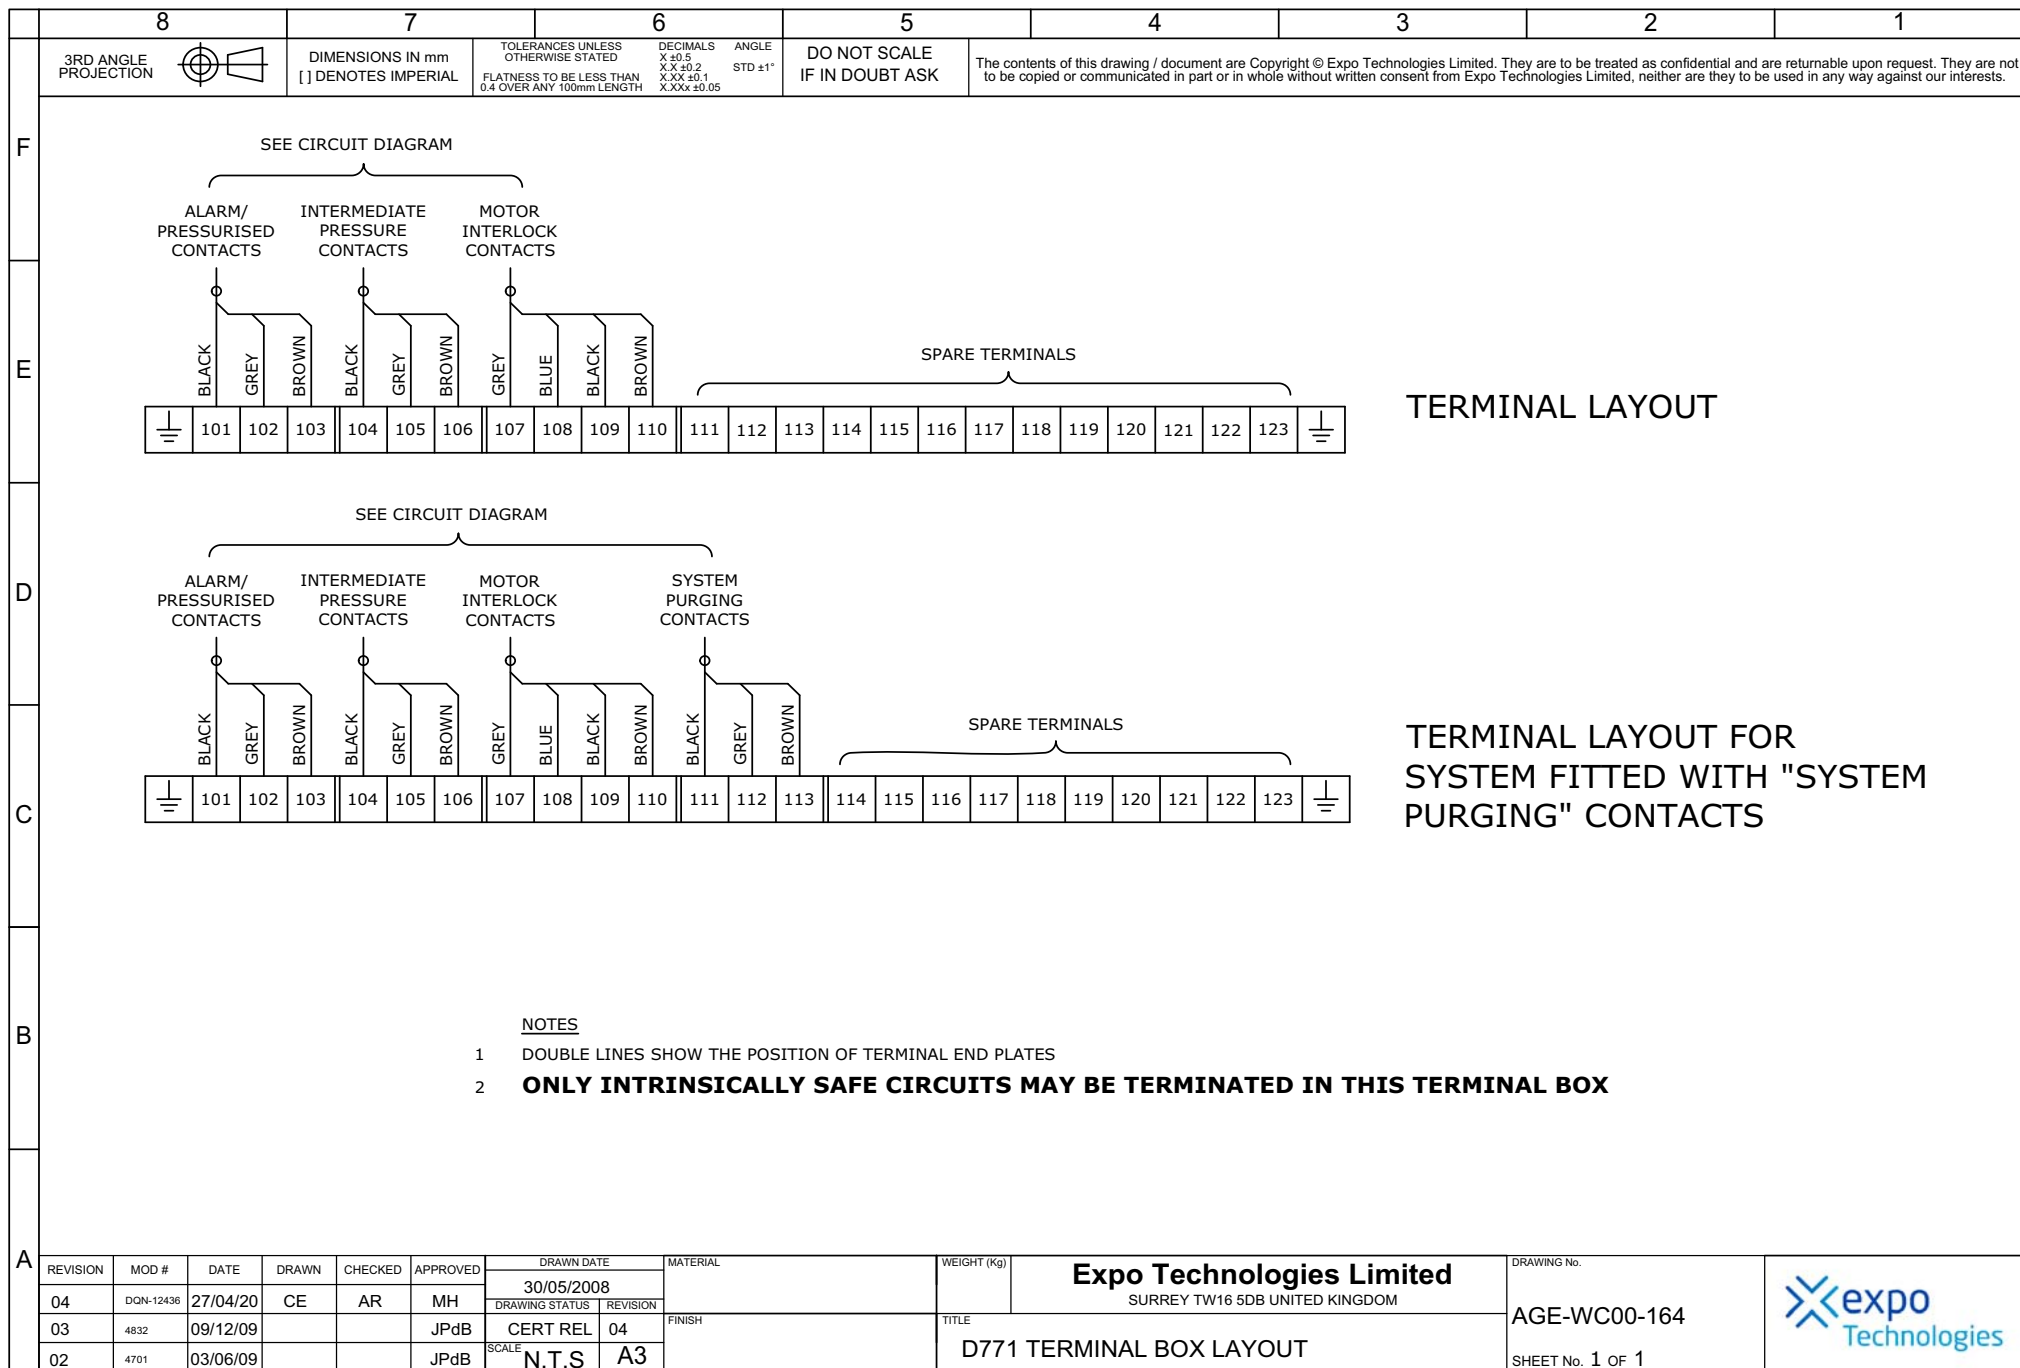 8 7 6 5 4 3 2 1
3RD ANGLE
PROJECTION
DIMENSIONS IN mm
[ ] DENOTES IMPERIAL
TOLERANCES UNLESS
OTHERWISE STATED
FLATNESS TO BE LESS THAN
0.4 OVER ANY 100mm LENGTH
DECIMALS
X ±0.5
X.X ±0.2
X.XX ±0.1
X.XXx ±0.05
ANGLE
STD ±1°
DO NOT SCALE
IF IN DOUBT ASK
The contents of this drawing / document are Copyright © Expo Technologies Limited. They are to be treated as confidential and are returnable upon request. They are not
to be copied or communicated in part or in whole without written consent from Expo Technologies Limited, neither are they to be used in any way against our interests.
F
SEE CIRCUIT DIAGRAM
ALARM/
PRESSURISED
CONTACTS
INTERMEDIATE
PRESSURE
CONTACTS
MOTOR
INTERLOCK
CONTACTS
E
BLACK GREY BROWN BLACK GREY BROWN GREY BLUE BLACK BROWN
SPARE TERMINALS
101 102 103 104 105 106 107 108 109 110 111 112 113 114 115 116 117 118 119 120 121 122 123
TERMINAL LAYOUT
SEE CIRCUIT DIAGRAM
D
ALARM/
PRESSURISED
CONTACTS
INTERMEDIATE
PRESSURE
CONTACTS
MOTOR
INTERLOCK
CONTACTS
SYSTEM
PURGING
CONTACTS
BLACK GREY BROWN BLACK GREY BROWN GREY BLUE BLACK BROWN BLACK GREY BROWN
SPARE TERMINALS
C
101 102 103 104 105 106 107 108 109 110 111 112 113 114 115 116 117 118 119 120 121 122 123
TERMINAL LAYOUT FOR
SYSTEM FITTED WITH "SYSTEM
PURGING" CONTACTS
B
NOTES
1 DOUBLE LINES SHOW THE POSITION OF TERMINAL END PLATES
2 ONLY INTRINSICALLY SAFE CIRCUITS MAY BE TERMINATED IN THIS TERMINAL BOX
A
REVISION MOD # DATE DRAWN CHECKED APPROVED
04 DQN-12436 27/04/20 CE AR MH
03 4832 09/12/09 JPdB
02 4701 03/06/09 JPdB
DRAWN DATE
30/05/2008
DRAWING STATUS REVISION
CERT REL 04
SCALE N.T.S A3
MATERIAL
FINISH
WEIGHT (Kg)
Expo Technologies Limited
SURREY TW16 5DB UNITED KINGDOM
TITLE
D771 TERMINAL BOX LAYOUT
DRAWING No.
AGE-WC00-164
SHEET No. 1 OF 1
expo
Technologies